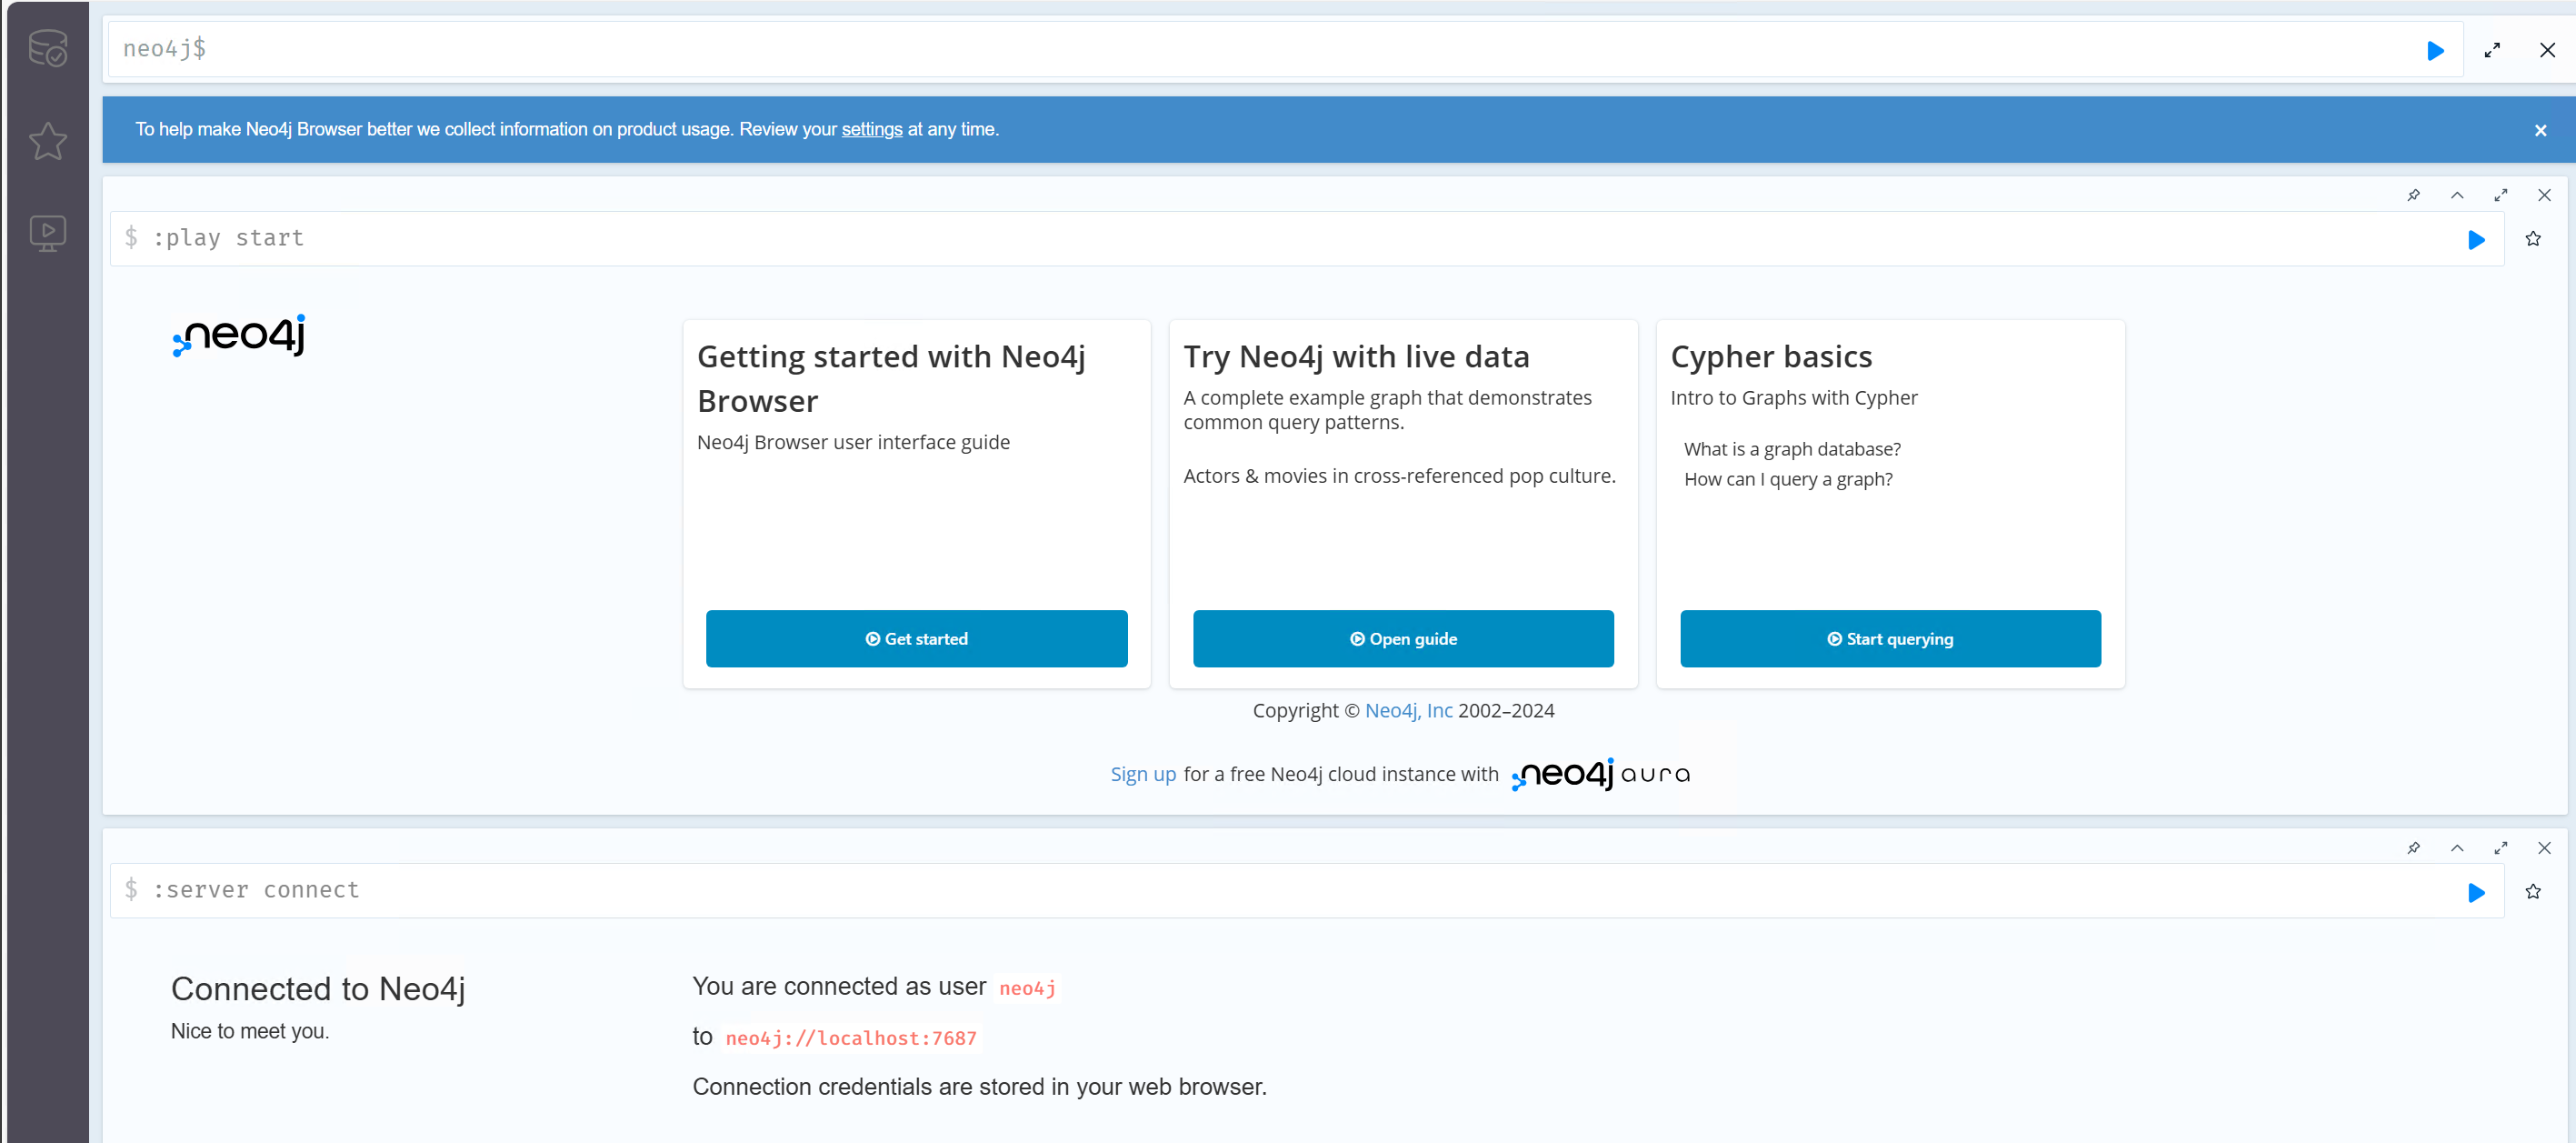 neo4j$
To help make Neo4j Browser better we collect information on product usage. Review your settings at any time.
$ :play start
neo4j
Getting started with Neo4j
Browser
Neo4j Browser user interface guide
Get started
Try Neo4j with live data
A complete example graph that demonstrates
common query patterns.
Actors & movies in cross-referenced pop culture.
Open guide
Cypher basics
Intro to Graphs with Cypher
What is a graph database?
How can I query a graph?
Start querying
Copyright © Neo4j, Inc 2002–2024
Sign up for a free Neo4j cloud instance with neo4j aura
$ :server connect
Connected to Neo4j
Nice to meet you.
You are connected as user neo4j
to neo4j://localhost:7687
Connection credentials are stored in your web browser.